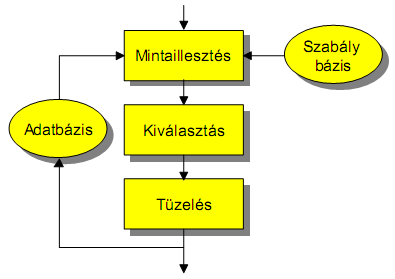 Mintaillesztés
Szabály
bázis
Adatbázis
Kiválasztás
Tüzelés